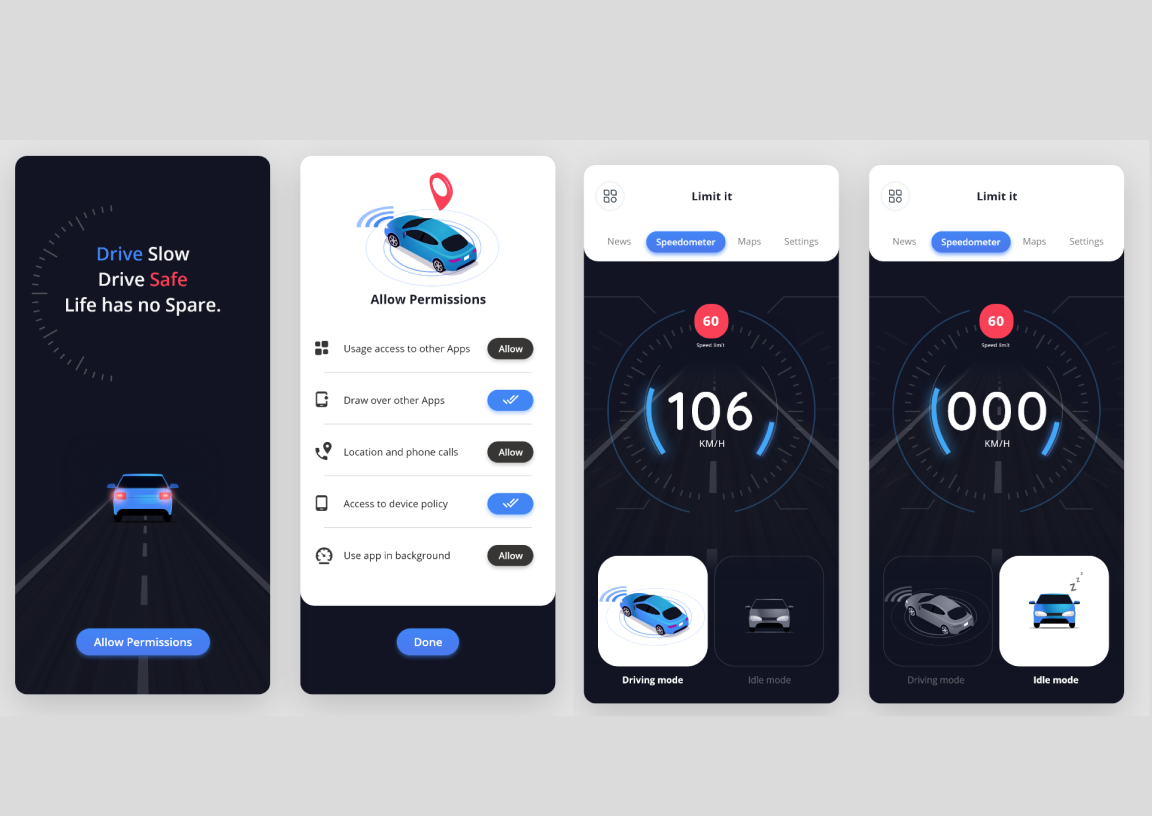 Drive Slow
Drive Safe
Life has no Spare.
Allow Permissions
Allow Permissions
Usage access to other Apps
Allow
Draw over other Apps
Location and phone calls
Allow
Access to device policy
Use app in background
Allow
Done
Limit it
News
Speedometer
Maps
Settings
60
Speed limit
106
KM/H
Driving mode
Idle mode
Limit it
News
Speedometer
Maps
Settings
60
Speed limit
000
KM/H
z
z
z
Driving mode
Idle mode